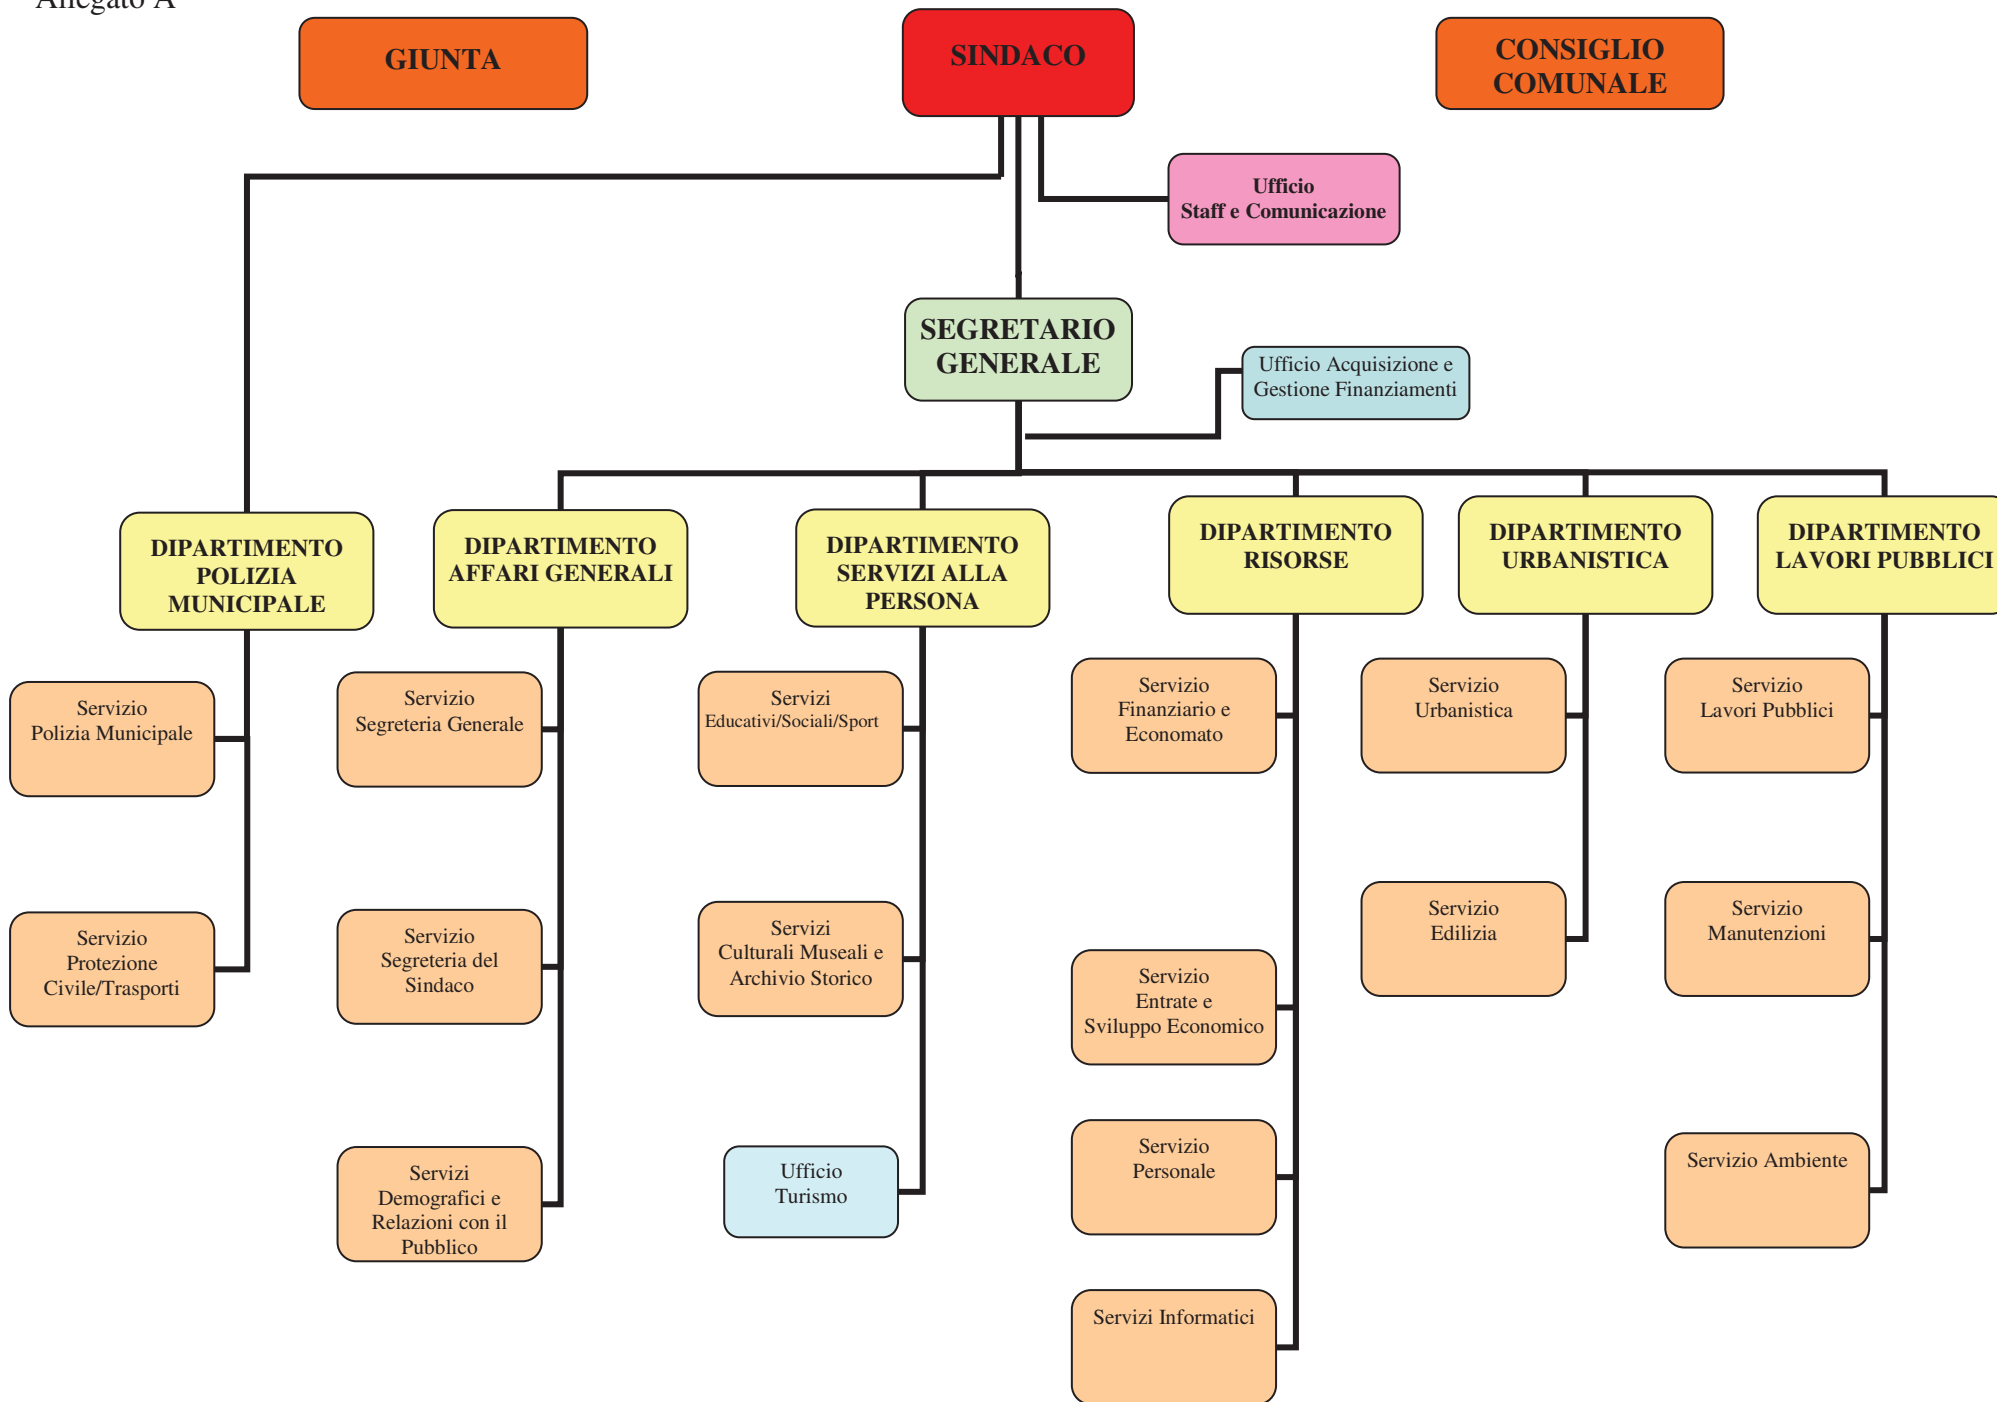 Allegato A
GIUNTA
SINDACO
CONSIGLIO
COMUNALE
Ufficio
Staff e Comunicazione
SEGRETARIO
GENERALE
Ufficio Acquisizione e
Gestione Finanziamenti
DIPARTIMENTO
POLIZIA
MUNICIPALE
DIPARTIMENTO
AFFARI GENERALI
DIPARTIMENTO
SERVIZI ALLA
PERSONA
DIPARTIMENTO
RISORSE
DIPARTIMENTO
URBANISTICA
DIPARTIMENTO
LAVORI PUBBLICI
Servizio
Polizia Municipale
Servizio
Segreteria Generale
Servizi
Educativi/Sociali/Sport
Servizio
Finanziario e
Economato
Servizio
Urbanistica
Servizio
Lavori Pubblici
Servizio
Protezione
Civile/Trasporti
Servizio
Segreteria del
Sindaco
Servizi
Culturali Museali e
Archivio Storico
Servizio
Entrate e
Sviluppo Economico
Servizio
Edilizia
Servizio
Manutenzioni
Servizi
Demografici e
Relazioni con il
Pubblico
Ufficio
Turismo
Servizio
Personale
Servizio Ambiente
Servizi Informatici